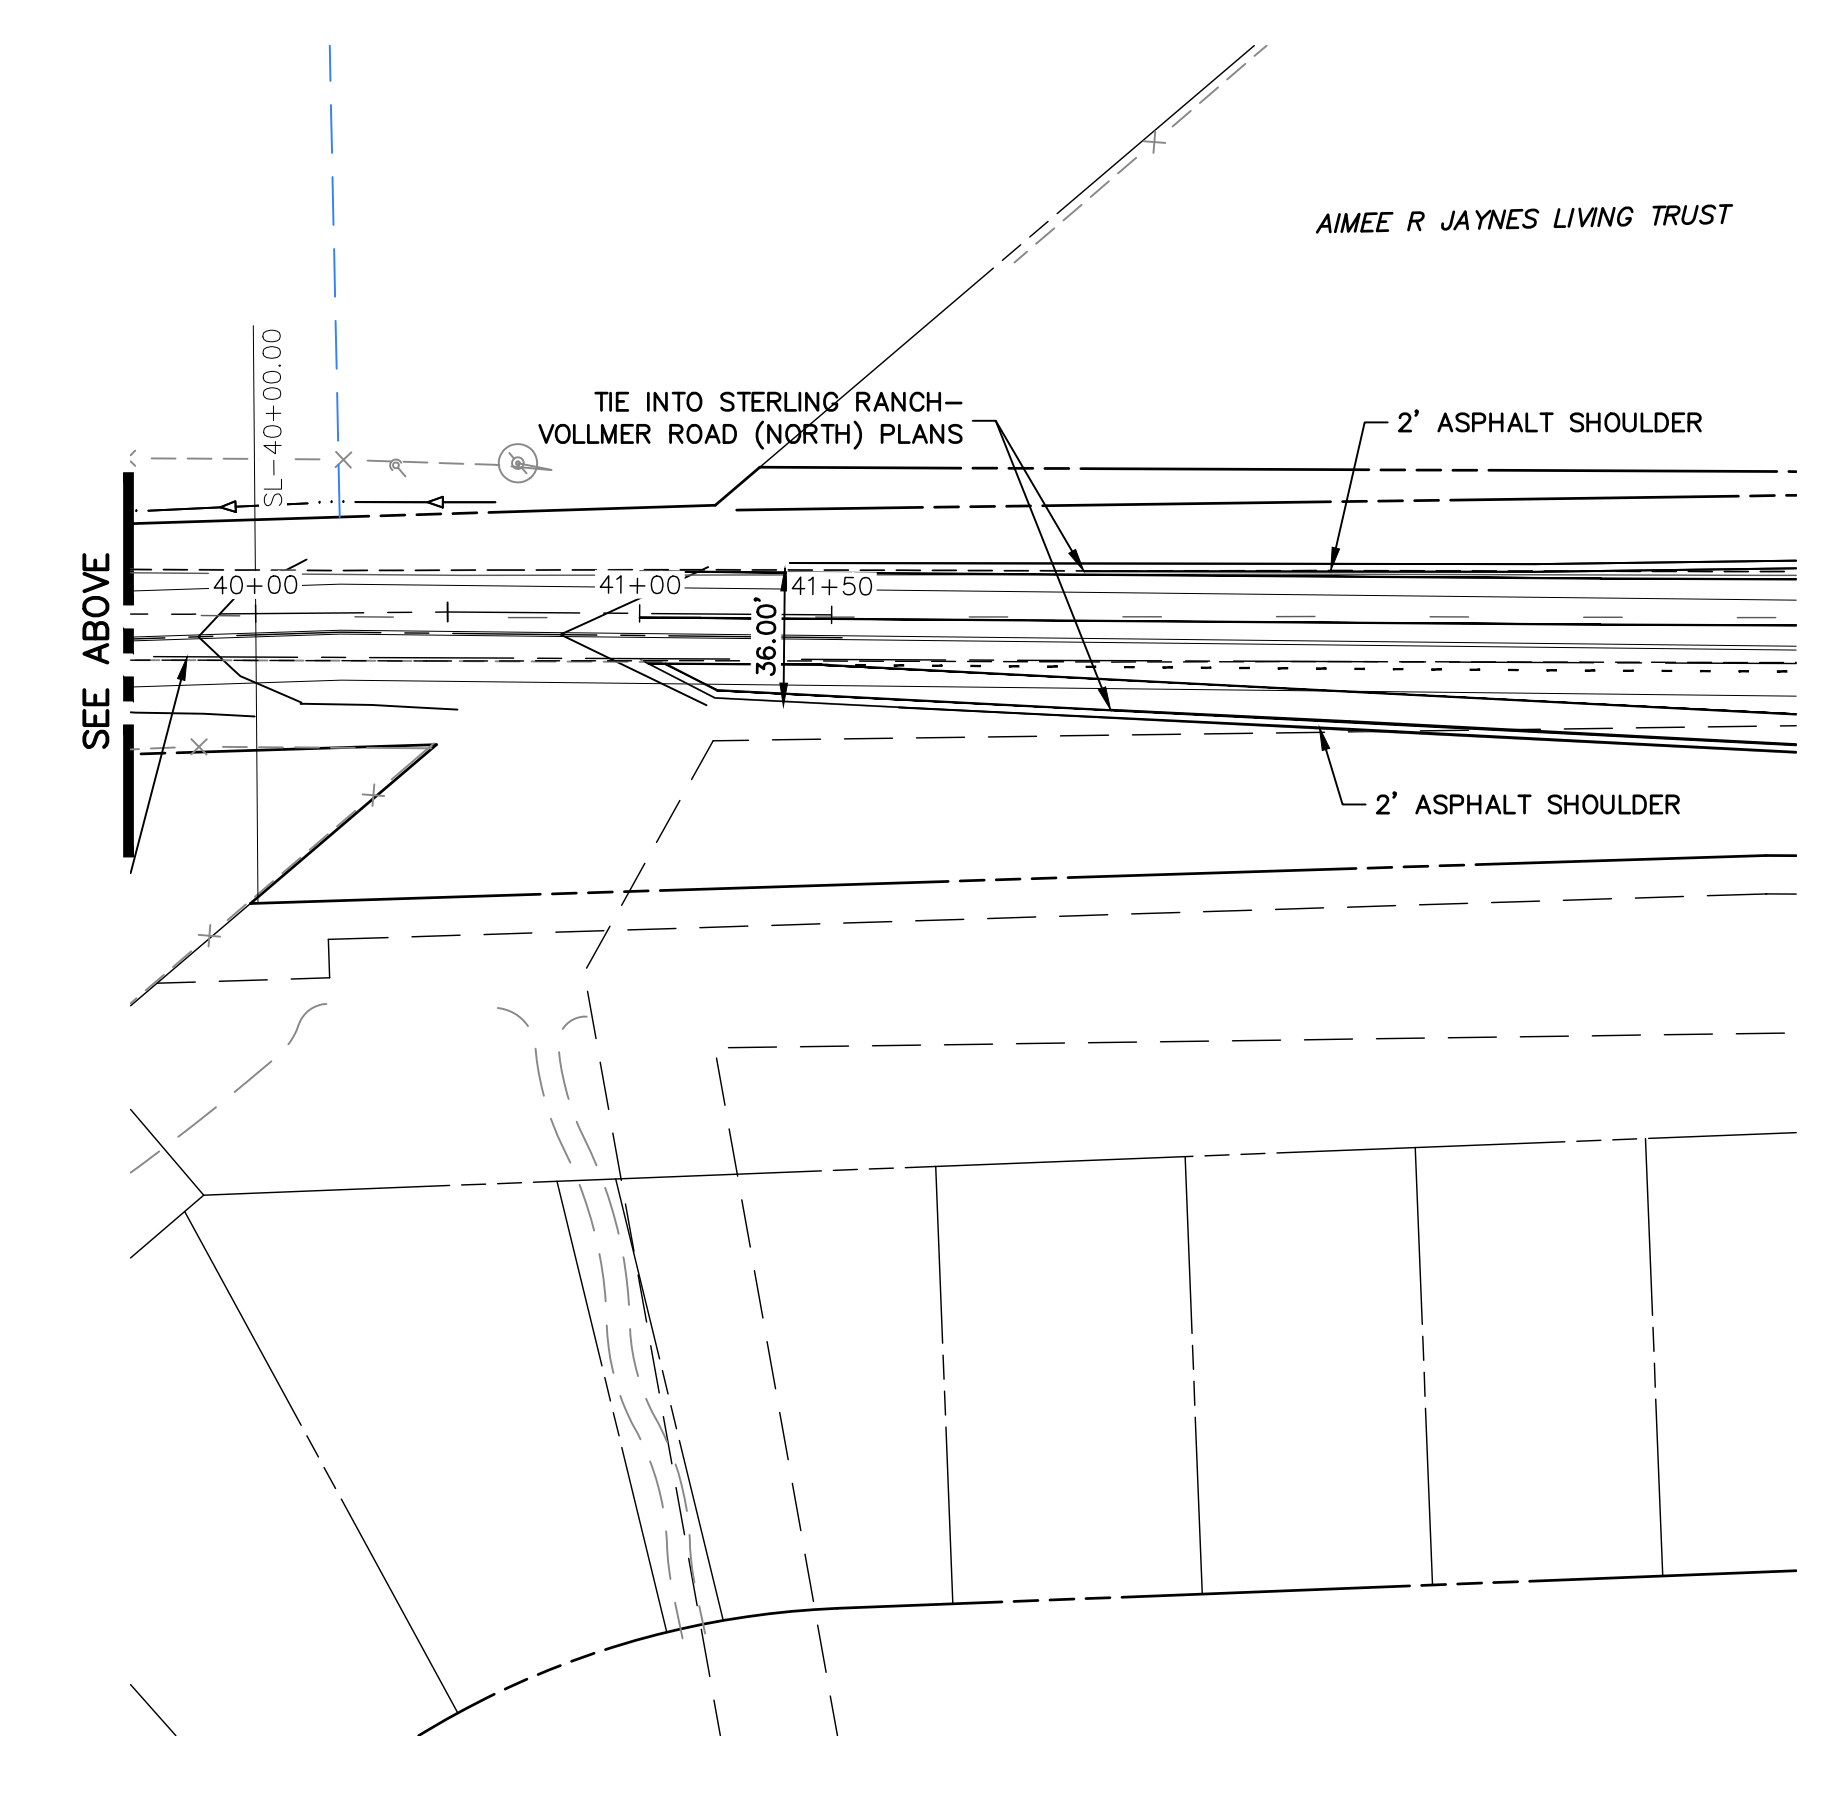 AIMEE R JAYNES LIVING TRUST
SL-40+00.00
TIE INTO STERLING RANCH-
VOLLMER ROAD (NORTH) PLANS
2' ASPHALT SHOULDER
SEE ABOVE
40+00
41+00
41+50
36.00'
2' ASPHALT SHOULDER